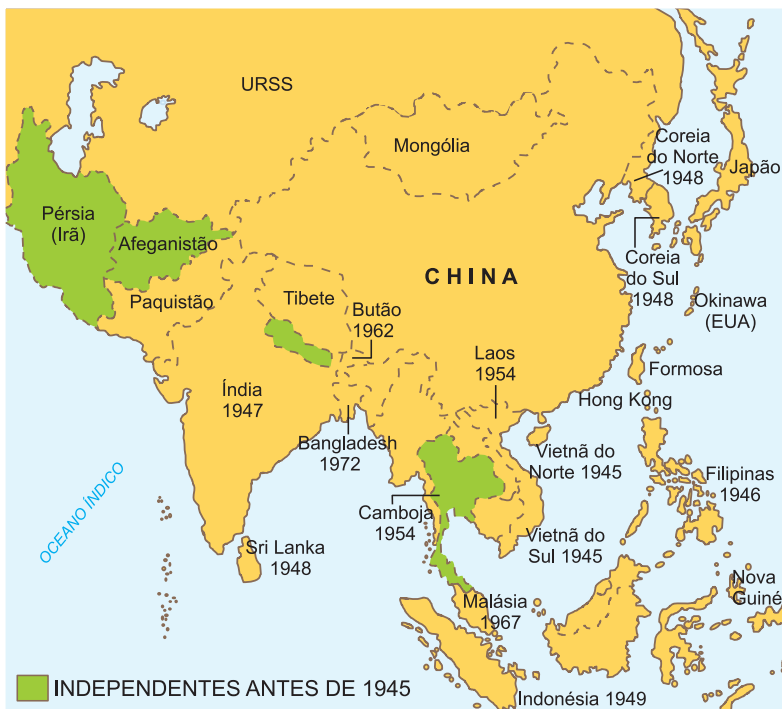 URSS
Mongólia
Coreia
do Norte
1948
Japão
Pérsia
(Irã)
Afeganistão
Paquistão
Tibete
CHINA
Coreia
do Sul
1948
Okinawa
(EUA)
Butão
1962
Laos
1954
Formosa
Hong Kong
Índia
1947
Bangladesh
1972
Vietnã do
Norte 1945
Filipinas
1946
OCEANO ÍNDICO
Camboja
1954
Vietnã do
Sul 1945
Sri Lanka
1948
Malásia
1967
Nova
Guiné
INDEPENDENTES ANTES DE 1945
Indonésia 1949